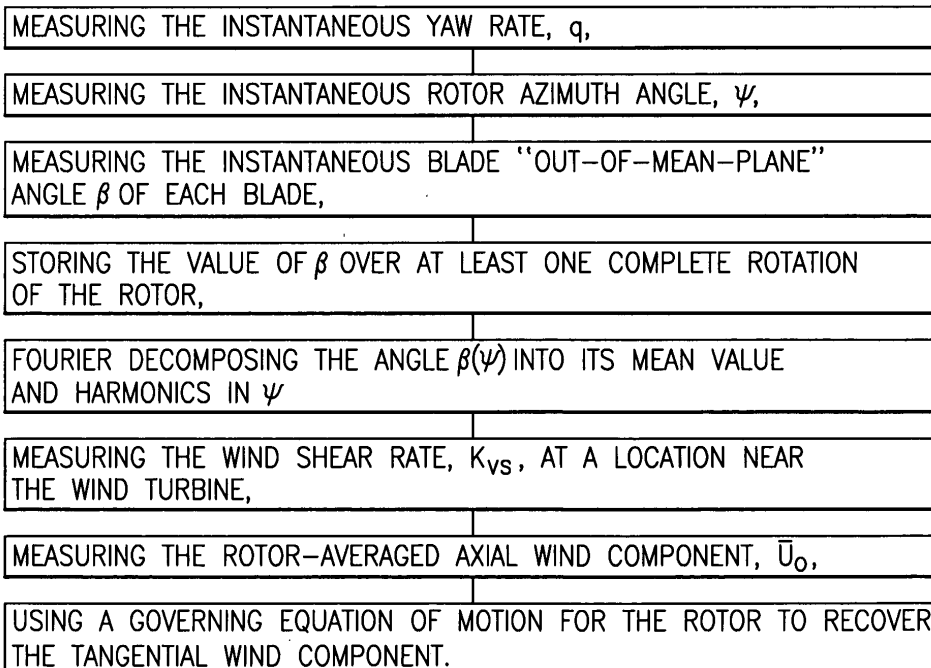 MEASURING THE INSTANTANEOUS YAW RATE, q,
MEASURING THE INSTANTANEOUS ROTOR AZIMUTH ANGLE, ψ,
MEASURING THE INSTANTANEOUS BLADE "OUT-OF-MEAN-PLANE"
ANGLE β OF EACH BLADE,
STORING THE VALUE OF β OVER AT LEAST ONE COMPLETE ROTATION
OF THE ROTOR,
FOURIER DECOMPOSING THE ANGLE β(ψ) INTO ITS MEAN VALUE
AND HARMONICS IN ψ
MEASURING THE WIND SHEAR RATE, K_VS, AT A LOCATION NEAR
THE WIND TURBINE,
MEASURING THE ROTOR-AVERAGED AXIAL WIND COMPONENT, Ū₀,
USING A GOVERNING EQUATION OF MOTION FOR THE ROTOR TO RECOVER
THE TANGENTIAL WIND COMPONENT.